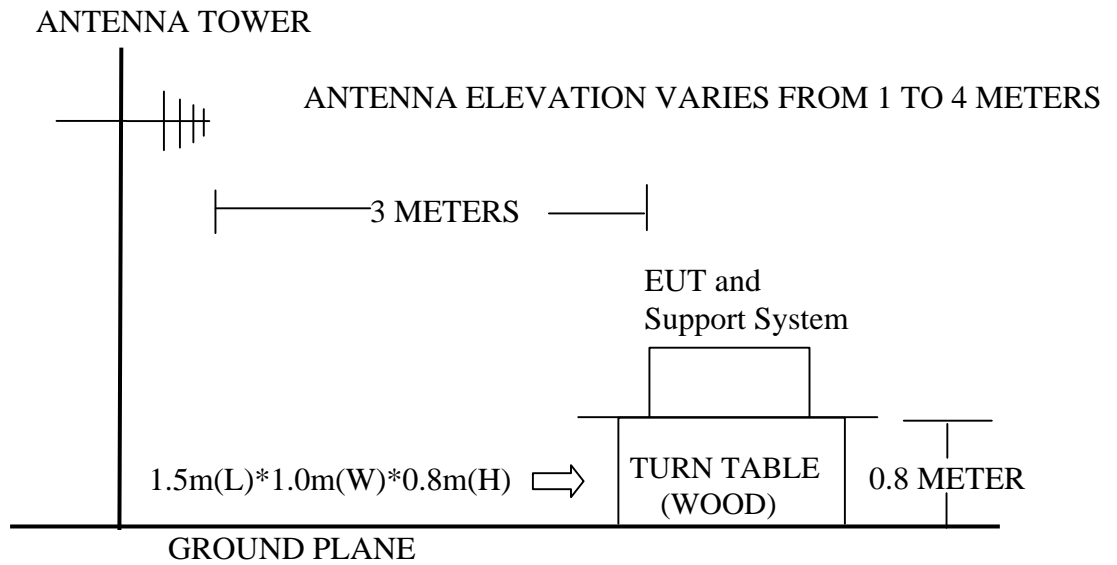 ANTENNA TOWER
ANTENNA ELEVATION VARIES FROM 1 TO 4 METERS
3 METERS
EUT and
Support System
1.5m(L)*1.0m(W)*0.8m(H)
TURN TABLE
(WOOD)
0.8 METER
GROUND PLANE